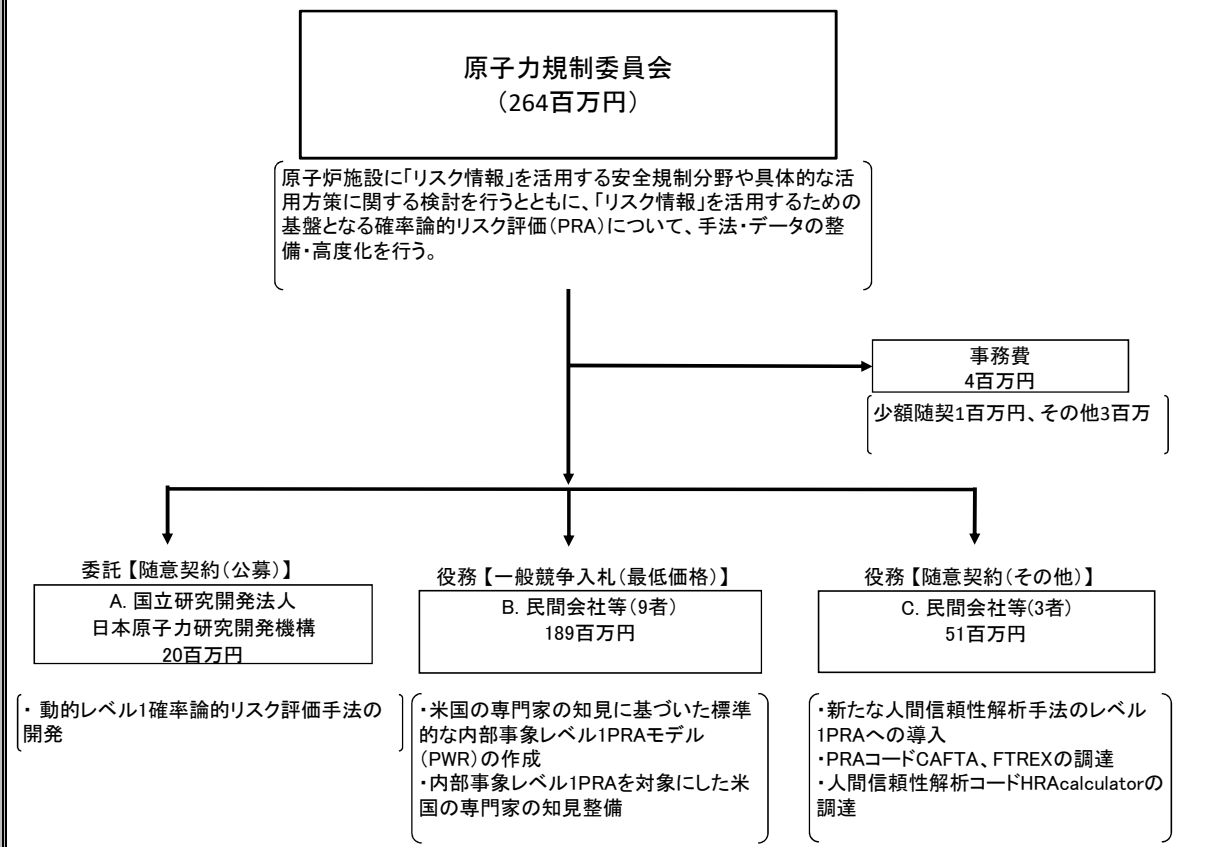 原子力規制委員会
（264百万円）
原子炉施設に「リスク情報」を活用する安全規制分野や具体的な活
用方策に関する検討を行うとともに、「リスク情報」を活用するための
基盤となる確率論的リスク評価(PRA)について、手法・データの整
備・高度化を行う。
事務費
4百万円
少額随契1百万円、その他3百万
委託【随意契約（公募）】
A. 国立研究開発法人
日本原子力研究開発機構
20百万円
・ 動的レベル1確率論的リスク評価手法の
開発
役務【一般競争入札（最低価格）】
B. 民間会社等(9者)
189百万円
・米国の専門家の知見に基づいた標準
的な内部事象レベル1PRAモデル
(PWR)の作成
・内部事象レベル1PRAを対象にした米
国の専門家の知見整備
役務【随意契約（その他）】
C. 民間会社等(3者)
51百万円
・新たな人間信頼性解析手法のレベル
1PRAへの導入
・PRAコードCAFTA、FTREXの調達
・人間信頼性解析コードHRAcalculatorの
調達